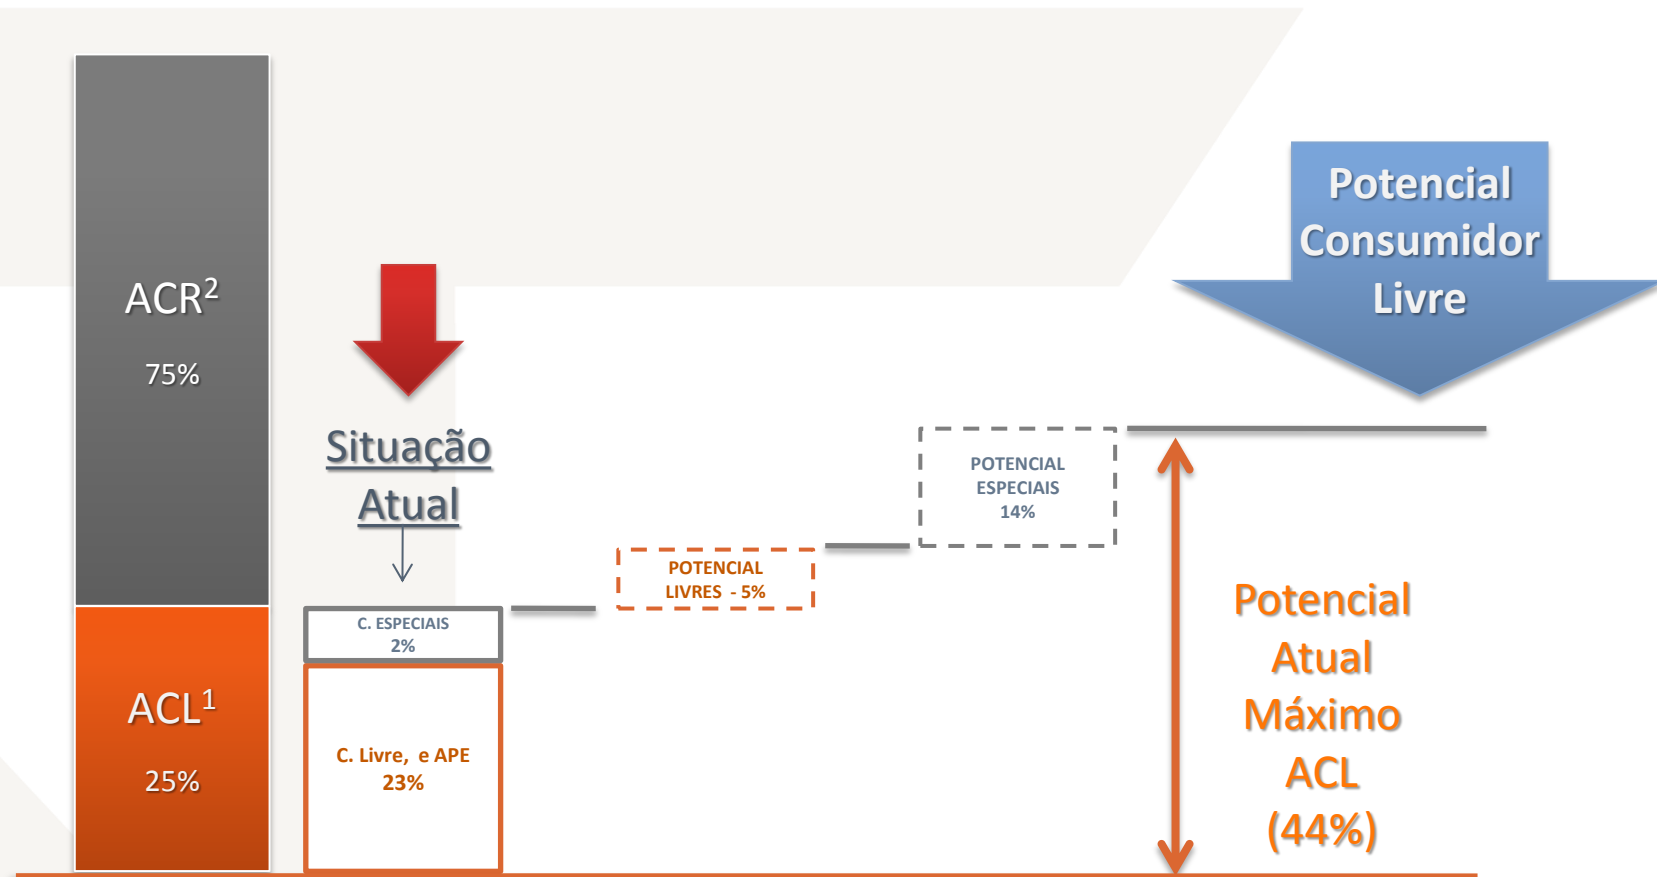 ACR²
75%
ACL¹
25%
Situação
Atual
C. ESPECIAIS
2%
C. Livre, e APE
23%
POTENCIAL
LIVRES - 5%
POTENCIAL
ESPECIAIS
14%
Potencial
Consumidor
Livre
Potencial
Atual
Máximo
ACL
(44%)